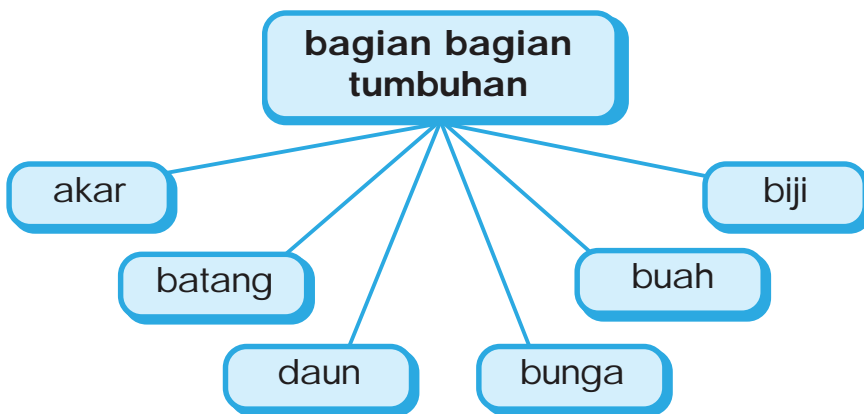 bagian bagian
tumbuhan
akar
biji
batang
buah
daun
bunga